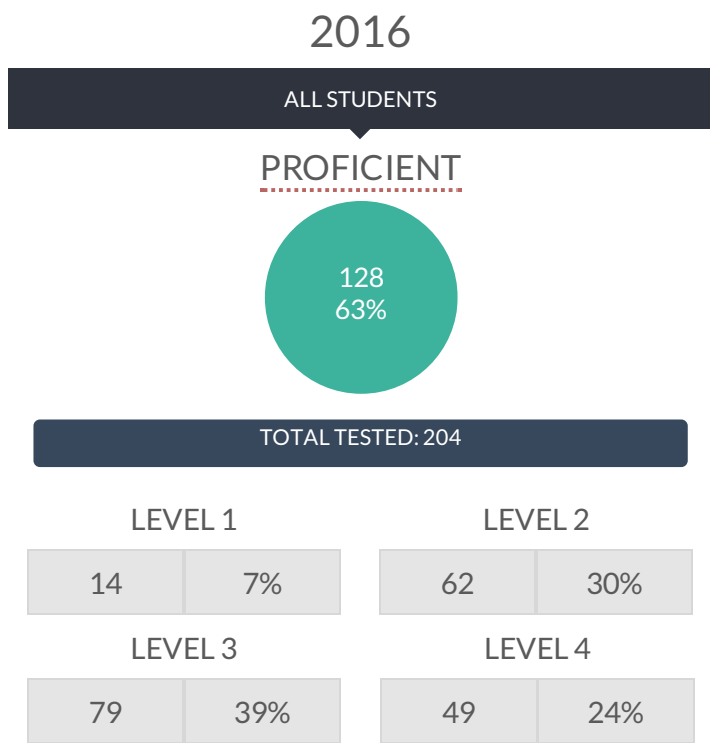 2016
ALL STUDENTS
PROFICIENT
128
63%
TOTAL TESTED: 204
LEVEL 1
LEVEL 2
14 7%
62 30%
LEVEL 3
LEVEL 4
79 39%
49 24%